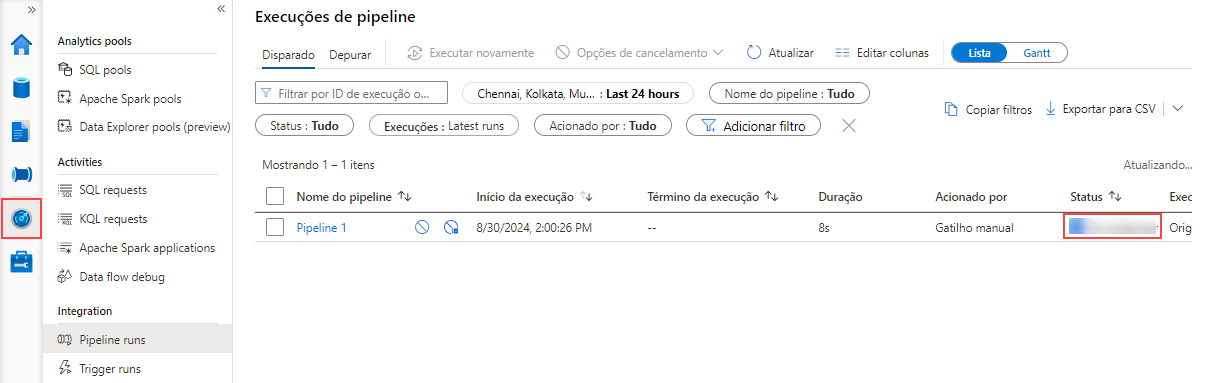 Analytics pools
SQL pools
Apache Spark pools
Data Explorer pools (preview)
Activities
SQL requests
KQL requests
Apache Spark applications
Data flow debug
Integration
Pipeline runs
Trigger runs
Execuções de pipeline
Disparado Depurar Executar novamente Opções de cancelamento Atualizar Editar colunas Lista Gantt
Filtrar por ID de execução o... Chennai, Kolkata, Mu... : Last 24 hours Nome do pipeline : Tudo
Copiar filtros Exportar para CSV
Status : Tudo Execuções : Latest runs Acionado por : Tudo Adicionar filtro
Mostrando 1 – 1 itens Atualizando...
Nome do pipeline Início da execução Término da execução Duração Acionado por Status Exec
Pipeline 1 8/30/2024, 2:00:26 PM -- 8s Gatilho manual Orig